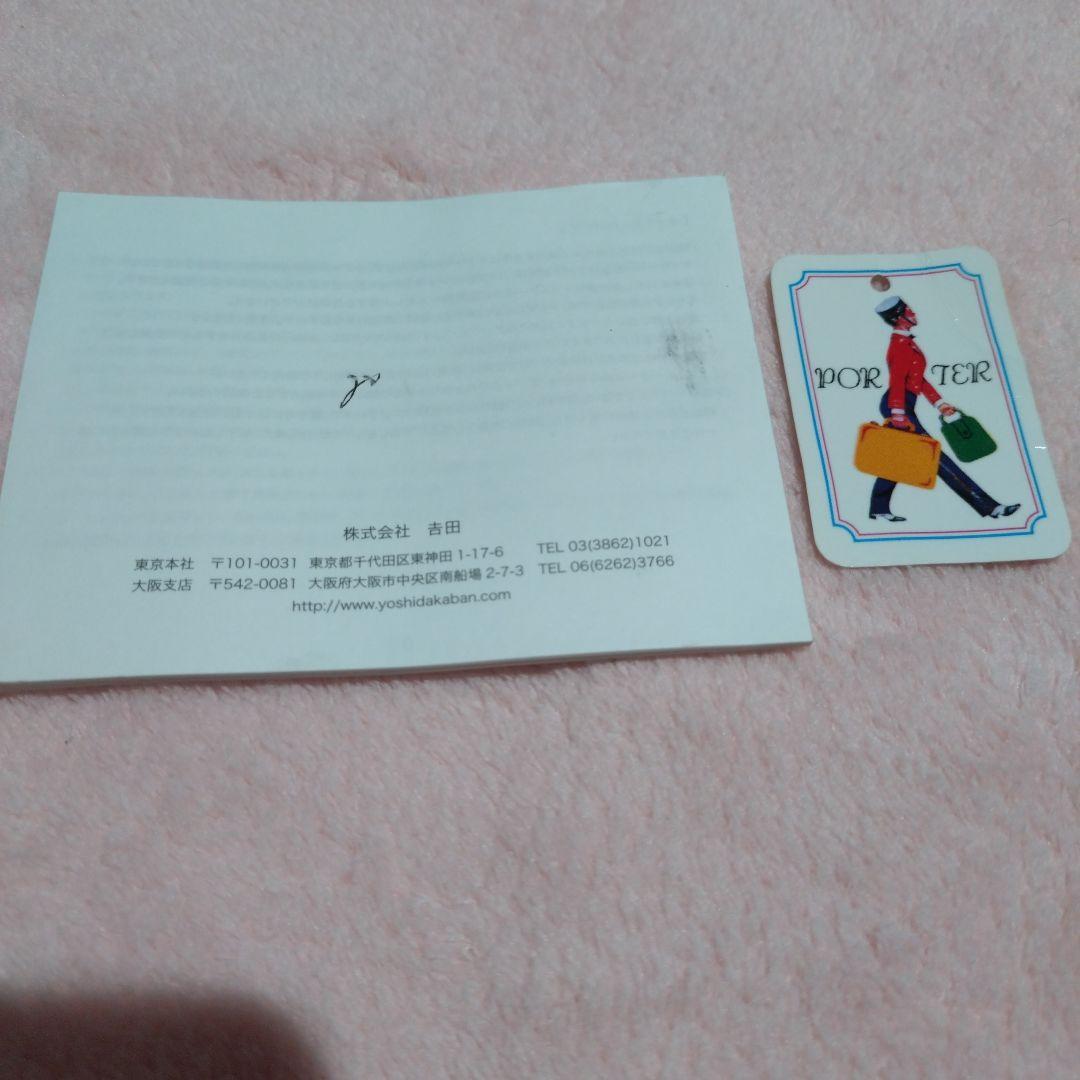 株式会社 𠮷田
東京本社 〒101-0031 東京都千代田区東神田1-17-6 TEL 03(3862)1021
大阪支店 〒542-0081 大阪府大阪市中央区南船場2-7-3 TEL 06(6262)3766
http://www.yoshidakaban.com
PORTER